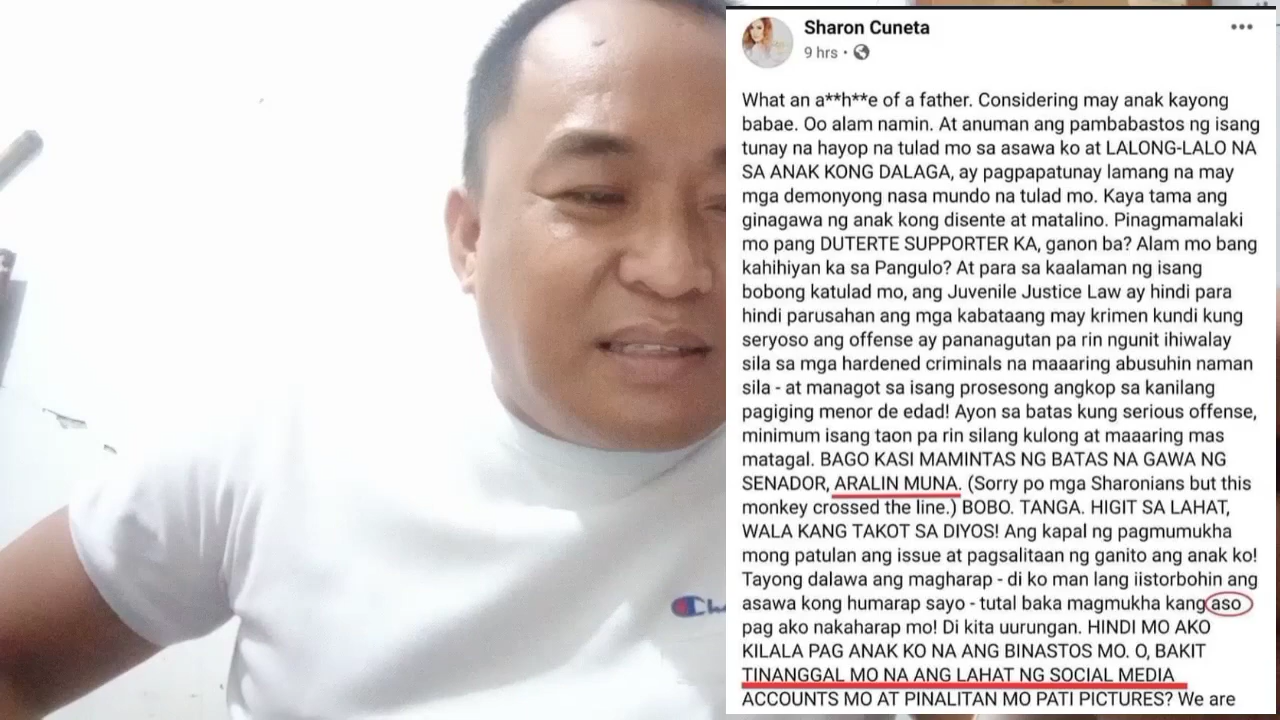 Sharon Cuneta
9 hrs
What an a**h**e of a father. Considering may anak kayong
babae. Oo alam namin. At anuman ang pambabastos ng isang
tunay na hayop na tulad mo sa asawa ko at LALONG-LALO NA
SA ANAK KONG DALAGA, ay pagpapatunay lamang na may
mga demonyong nasa mundo na tulad mo. Kaya tama ang
ginagawa ng anak kong disente at matalino. Pinagmamalaki
mo pang DUTERTE SUPPORTER KA, ganon ba? Alam mo bang
kahihiyan ka sa Pangulo? At para sa kaalaman ng isang
bobong katulad mo, ang Juvenile Justice Law ay hindi para
hindi parusahan ang mga kabataang may krimen kundi kung
seryoso ang offense ay pananagutan pa rin ngunit ihiwalay
sila sa mga hardened criminals na maaaring abusuhin naman
sila - at managot sa isang prosesong angkop sa kanilang
pagiging menor de edad! Ayon sa batas kung serious offense,
minimum isang taon pa rin silang kulong at maaaring mas
matagal. BAGO KASI MAMINTAS NG BATAS NA GAWA NG
SENADOR, ARALIN MUNA. (Sorry po mga Sharonians but this
monkey crossed the line.) BOBO. TANGA. HIGIT SA LAHAT,
WALA KANG TAKOT SA DIYOS! Ang kapal ng pagmumukha
mong patulan ang issue at pagsalitaan ng ganito ang anak ko!
Tayong dalawa ang magharap - di ko man lang iistorbohin ang
asawa kong humarap sayo - tutal baka magmukha kang aso
pag ako nakaharap mo! Di kita uurungan. HINDI MO AKO
KILALA PAG ANAK KO NA ANG BINASTOS MO. O, BAKIT
TINANGGAL MO NA ANG LAHAT NG SOCIAL MEDIA
ACCOUNTS MO AT PINALITAN MO PATI PICTURES? We are